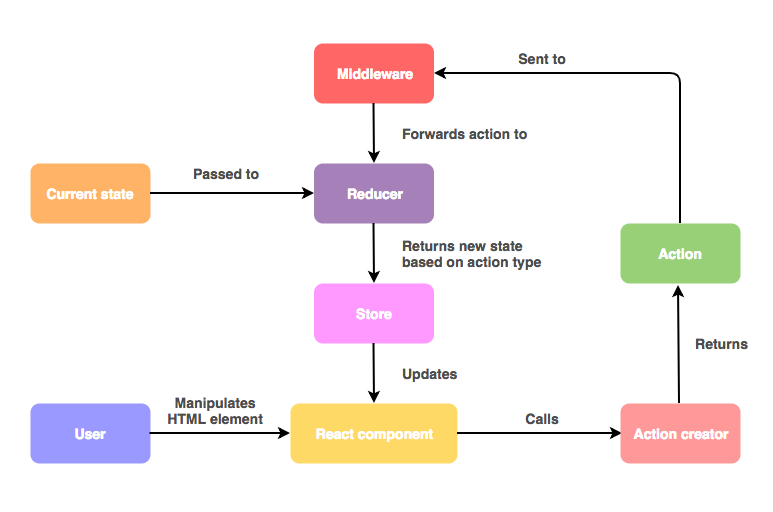 Sent to
Middleware
Forwards action to
Passed to
Current state
Reducer
Returns new state
based on action type
Action
Store
Returns
Updates
Manipulates
HTML element
Calls
User
React component
Action creator